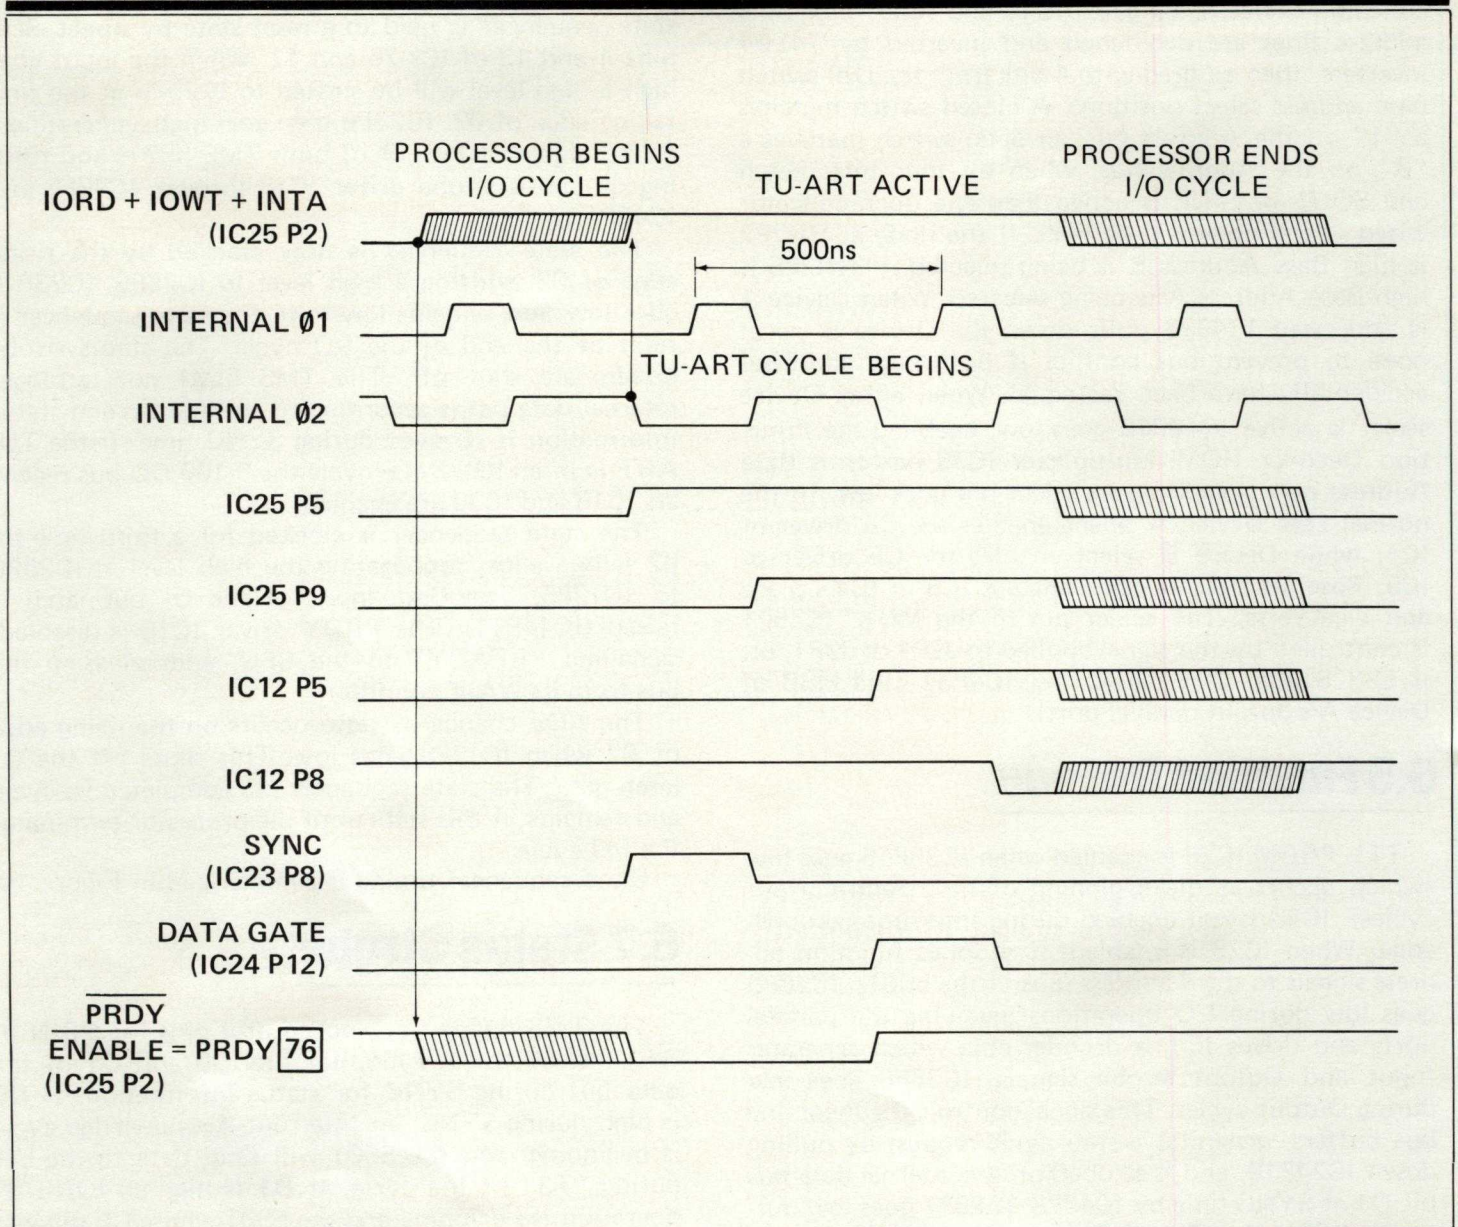 PROCESSOR BEGINS
I/O CYCLE
TU-ART ACTIVE
PROCESSOR ENDS
I/O CYCLE
IORD + IOWT + INTA
(IC25 P2)
500ns
INTERNAL Ø1
TU-ART CYCLE BEGINS
INTERNAL Ø2
IC25 P5
IC25 P9
IC12 P5
IC12 P8
SYNC
(IC23 P8)
DATA GATE
(IC24 P12)
PRDY
ENABLE = PRDY 76
(IC25 P2)